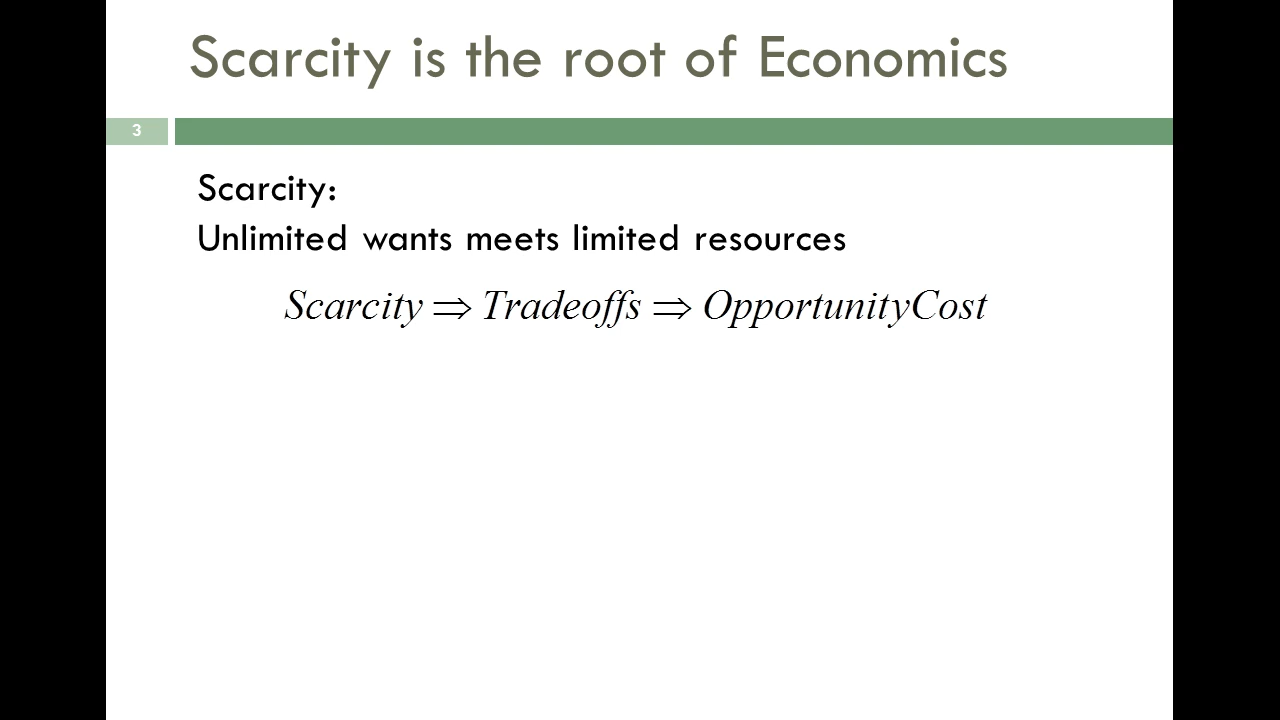 Scarcity is the root of Economics
3
Scarcity:
Unlimited wants meets limited resources
Scarcity ⇒ Tradeoffs ⇒ OpportunityCost